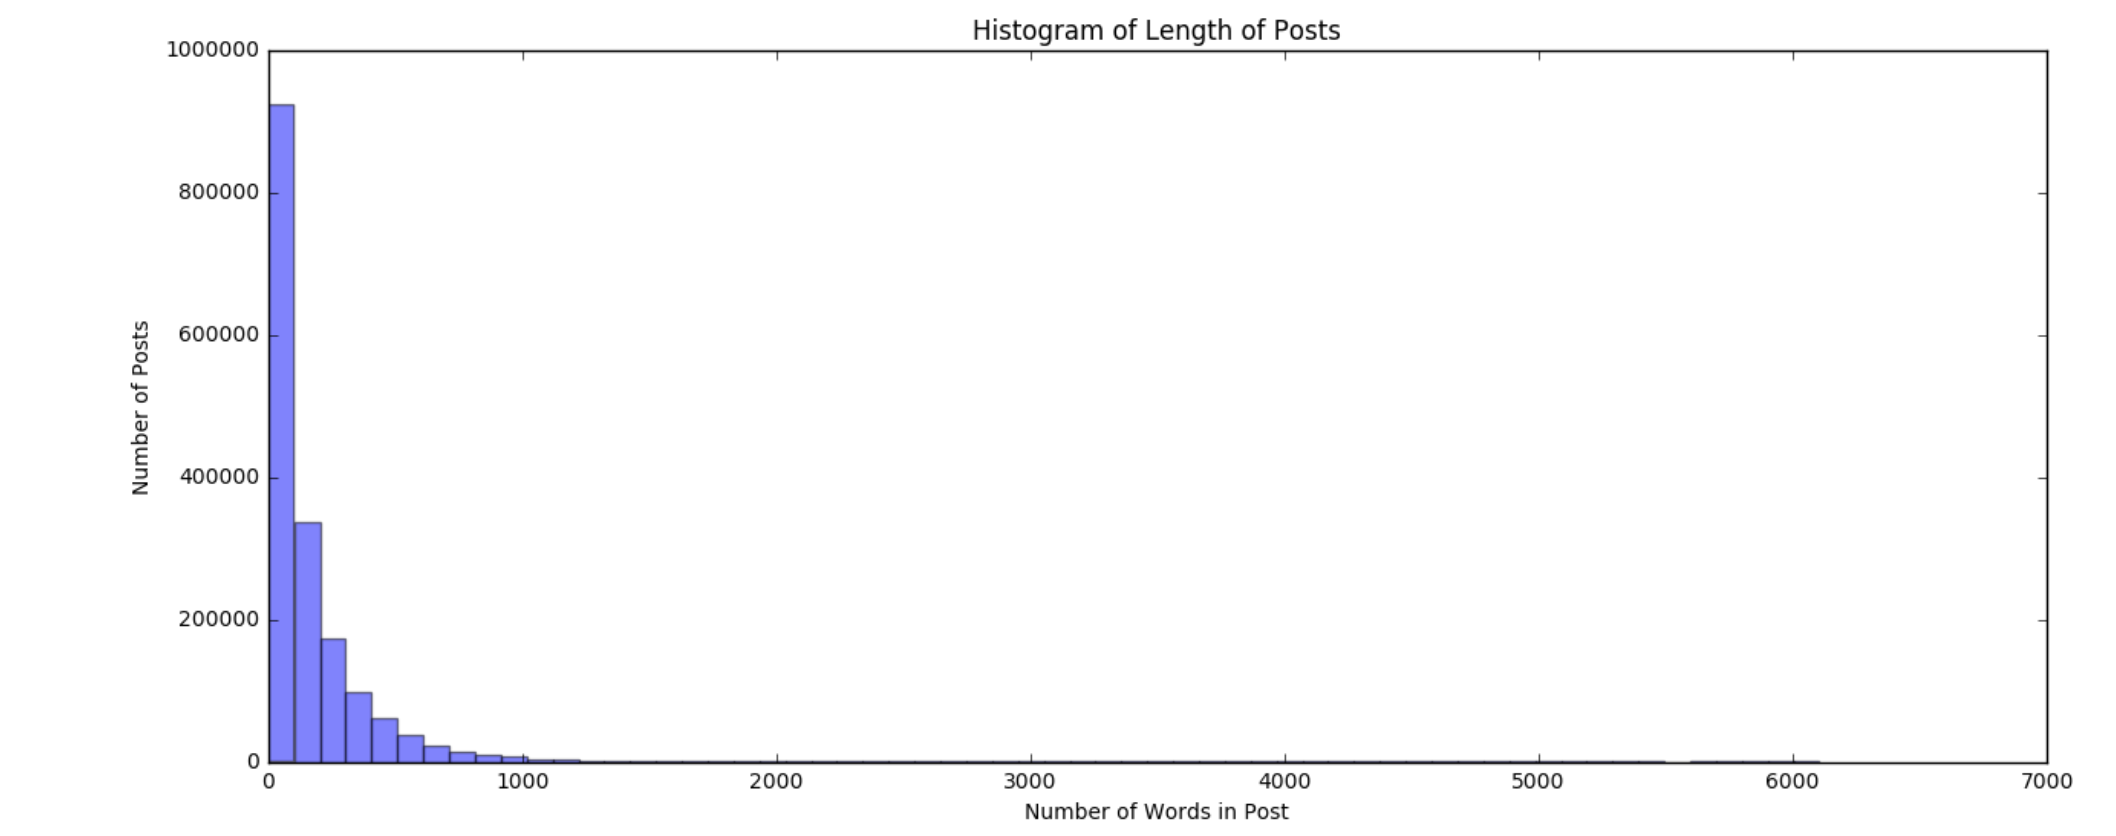 Histogram of Length of Posts
1000000
800000
600000
400000
200000
0
Number of Posts
0 1000 2000 3000 4000 5000 6000 7000
Number of Words in Post